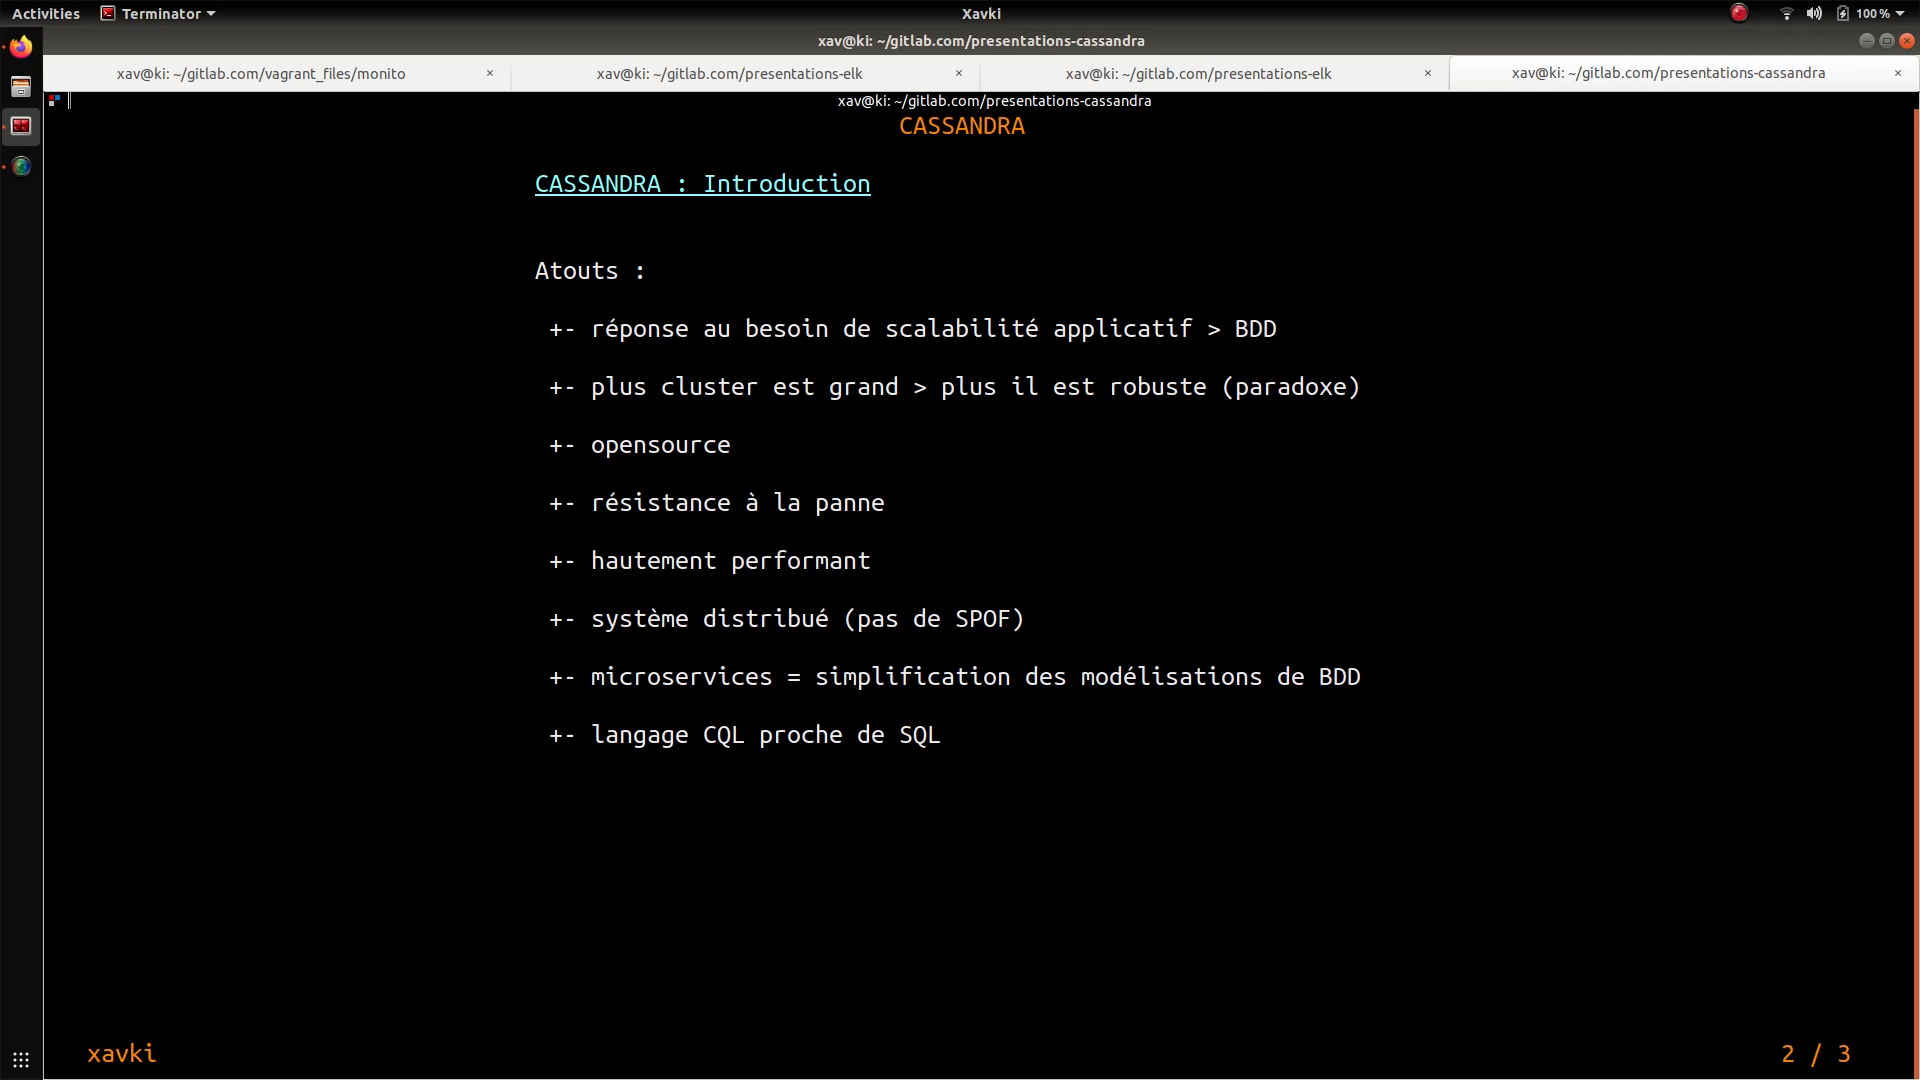 Activities Terminator Xavki 100 %
xav@ki: ~/gitlab.com/presentations-cassandra
xav@ki: ~/gitlab.com/vagrant_files/monito × xav@ki: ~/gitlab.com/presentations-elk × xav@ki: ~/gitlab.com/presentations-elk × xav@ki: ~/gitlab.com/presentations-cassandra ×
xav@ki: ~/gitlab.com/presentations-cassandra
CASSANDRA
CASSANDRA : Introduction
Atouts :
+- réponse au besoin de scalabilité applicatif > BDD
+- plus cluster est grand > plus il est robuste (paradoxe)
+- opensource
+- résistance à la panne
+- hautement performant
+- système distribué (pas de SPOF)
+- microservices = simplification des modélisations de BDD
+- langage CQL proche de SQL
xavki 2 / 3